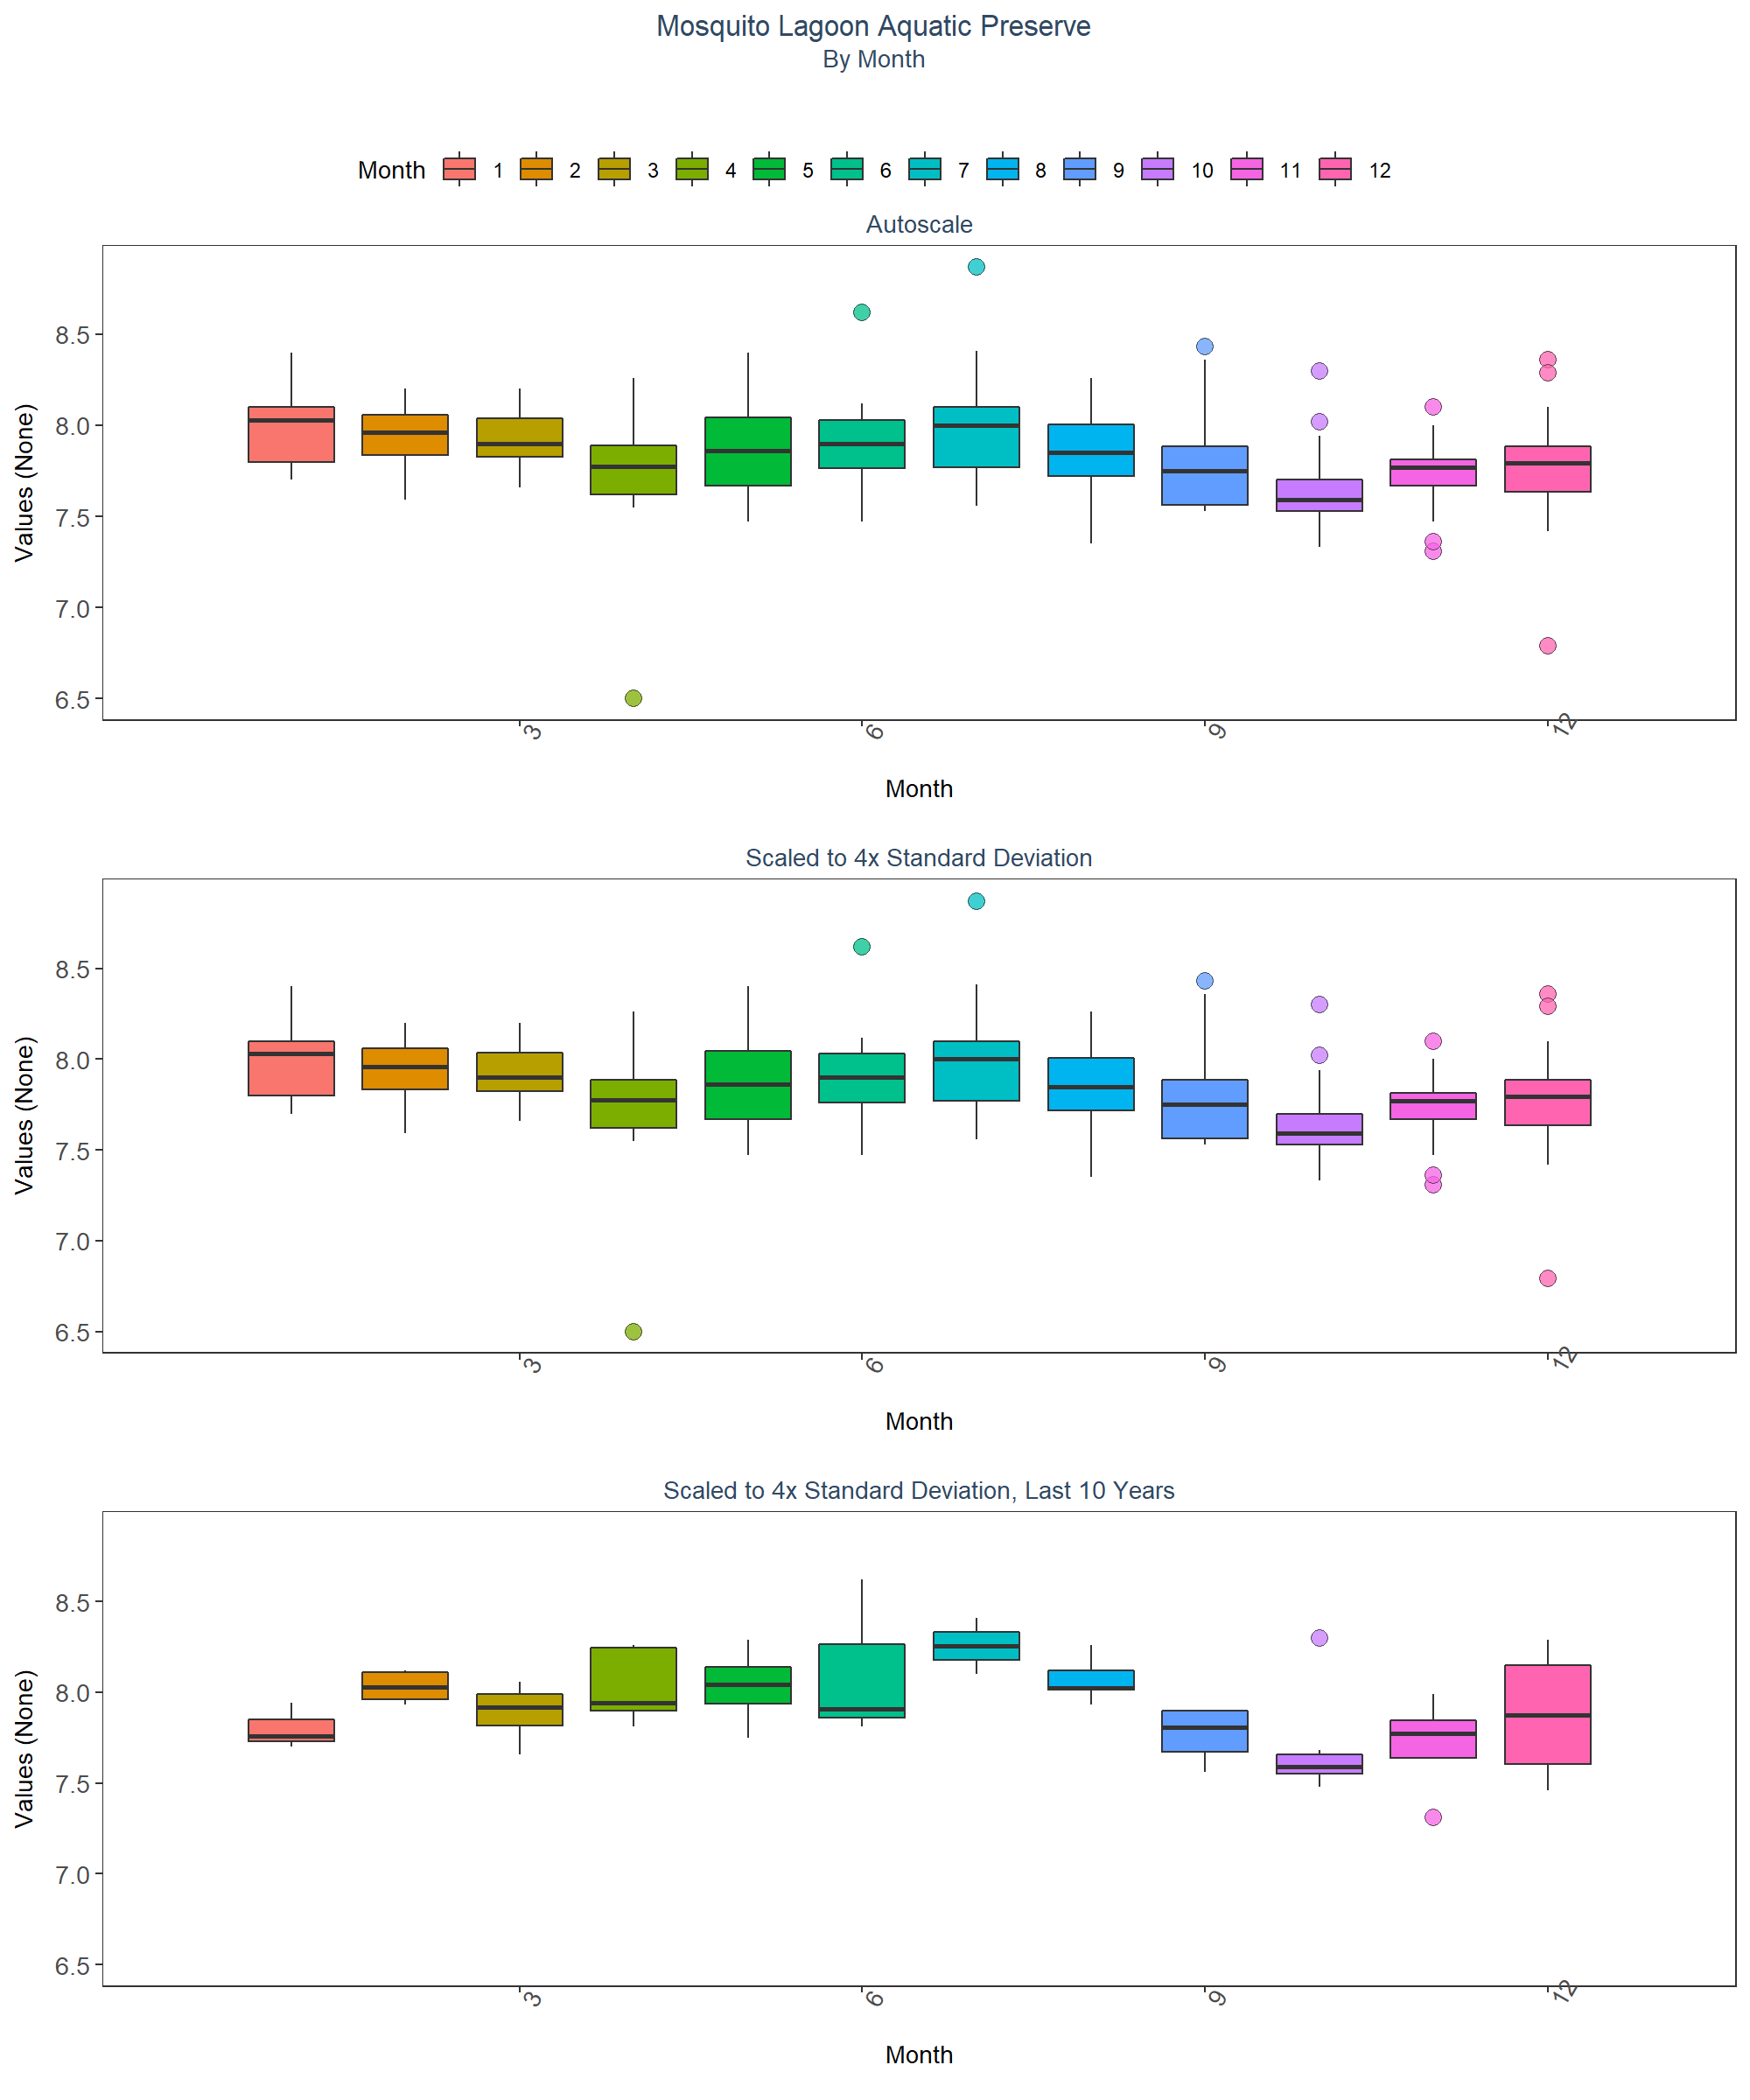 Mosquito Lagoon Aquatic Preserve
By Month
Month 1 2 3 4 5 6 7 8 9 10 11 12
Autoscale
Values (None)
8.5
8.0
7.5
7.0
6.5
3 6 9 12
Month
Scaled to 4x Standard Deviation
Values (None)
8.5
8.0
7.5
7.0
6.5
3 6 9 12
Month
Scaled to 4x Standard Deviation, Last 10 Years
Values (None)
8.5
8.0
7.5
7.0
6.5
3 6 9 12
Month